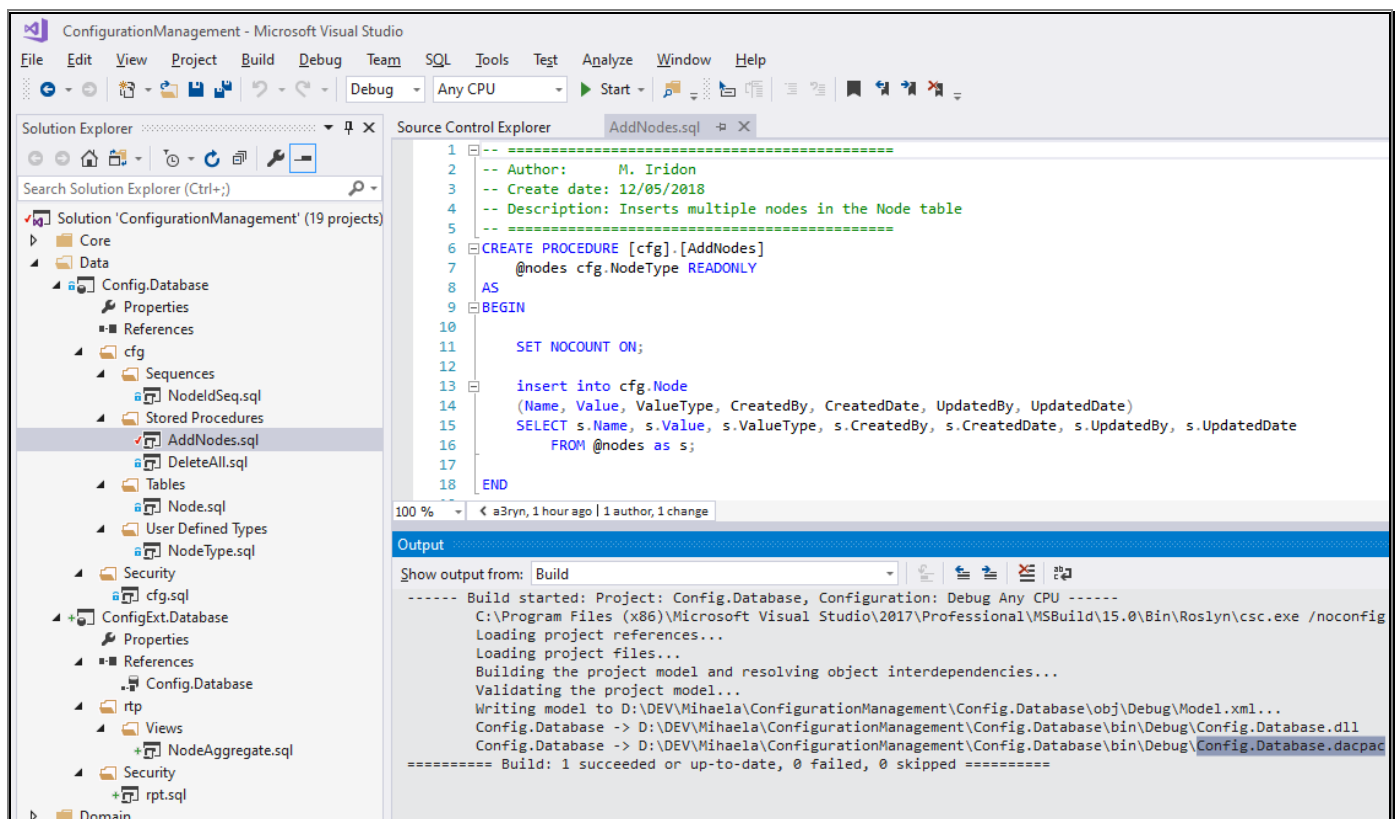 ConfigurationManagement - Microsoft Visual Studio
File Edit View Project Build Debug Team SQL Tools Test Analyze Window Help
Debug Any CPU Start
Solution Explorer
Search Solution Explorer (Ctrl+;)
Solution 'ConfigurationManagement' (19 projects)
Core
Data
Config.Database
Properties
References
cfg
Sequences
NodeIdSeq.sql
Stored Procedures
AddNodes.sql
DeleteAll.sql
Tables
Node.sql
User Defined Types
NodeType.sql
Security
cfg.sql
ConfigExt.Database
Properties
References
Config.Database
rtp
Views
NodeAggregate.sql
Security
rpt.sql
Domain
Source Control Explorer AddNodes.sql
1 -- =============================================
2 -- Author: M. Iridon
3 -- Create date: 12/05/2018
4 -- Description: Inserts multiple nodes in the Node table
5 -- =============================================
6 CREATE PROCEDURE [cfg].[AddNodes]
7 @nodes cfg.NodeType READONLY
8 AS
9 BEGIN
10
11 SET NOCOUNT ON;
12
13 insert into cfg.Node
14 (Name, Value, ValueType, CreatedBy, CreatedDate, UpdatedBy, UpdatedDate)
15 SELECT s.Name, s.Value, s.ValueType, s.CreatedBy, s.CreatedDate, s.UpdatedBy, s.UpdatedDate
16 FROM @nodes as s;
17
18 END
100 % a3ryn, 1 hour ago | 1 author, 1 change
Output
Show output from: Build
------ Build started: Project: Config.Database, Configuration: Debug Any CPU ------
C:\Program Files (x86)\Microsoft Visual Studio\2017\Professional\MSBuild\15.0\Bin\Roslyn\csc.exe /noconfig
Loading project references...
Loading project files...
Building the project model and resolving object interdependencies...
Validating the project model...
Writing model to D:\DEV\Mihaela\ConfigurationManagement\Config.Database\obj\Debug\Model.xml...
Config.Database -> D:\DEV\Mihaela\ConfigurationManagement\Config.Database\bin\Debug\Config.Database.dll
Config.Database -> D:\DEV\Mihaela\ConfigurationManagement\Config.Database\bin\Debug\Config.Database.dacpac
========== Build: 1 succeeded or up-to-date, 0 failed, 0 skipped ==========